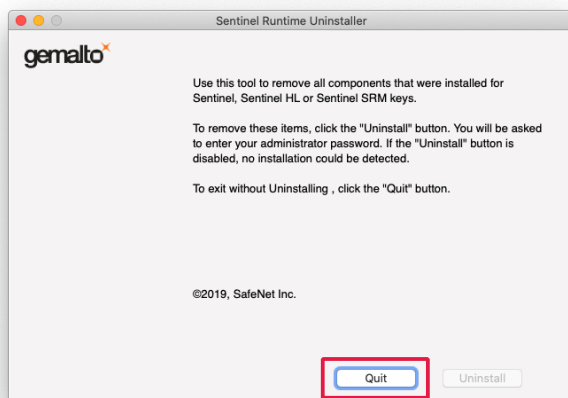 Sentinel Runtime Uninstaller
gemalto
Use this tool to remove all components that were installed for
Sentinel, Sentinel HL or Sentinel SRM keys.
To remove these items, click the "Uninstall" button. You will be asked
to enter your administrator password. If the "Uninstall" button is
disabled, no installation could be detected.
To exit without Uninstalling , click the "Quit" button.
©2019, SafeNet Inc.
Quit
Uninstall